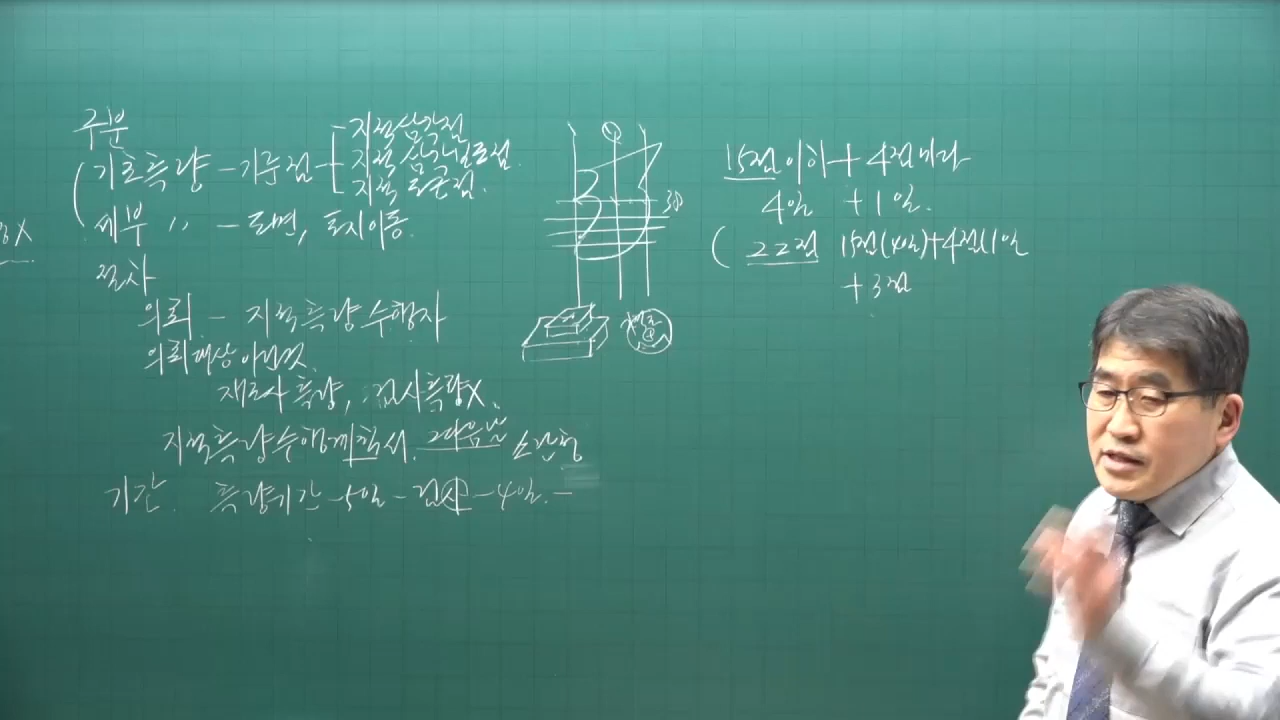 구분
기초측량 - 기준점 - 지적삼각점
지적삼각보조점.
지적도근점.
세부 〃 - 도면, 토지이동.
X
절차
의뢰 - 지적측량수행자
의뢰대상 아닌것.
재조사측량, 검사측량X.
지적측량수행계획서. 그다음날 소관청
기간. 측량기간 - 5일 - 검사 - 4일. -
15점이하 + 4점마다
4일 + 1일.
( 22점 15점(4일)+4점(1일
+ 3점